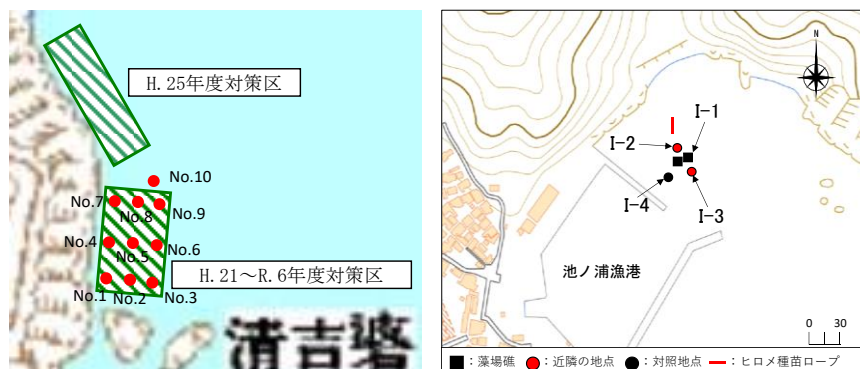 H.25年度対策区
No.10
No.7
No.8
No.9
No.4
No.5
No.6
H.21～R.6年度対策区
No.1
No.2
No.3
清吉碆
N
I-1
I-2
I-3
I-4
池ノ浦漁港
0 30
■：藻場礁 ●：近隣の地点 ●：対照地点 ー：ヒロメ種苗ロープ